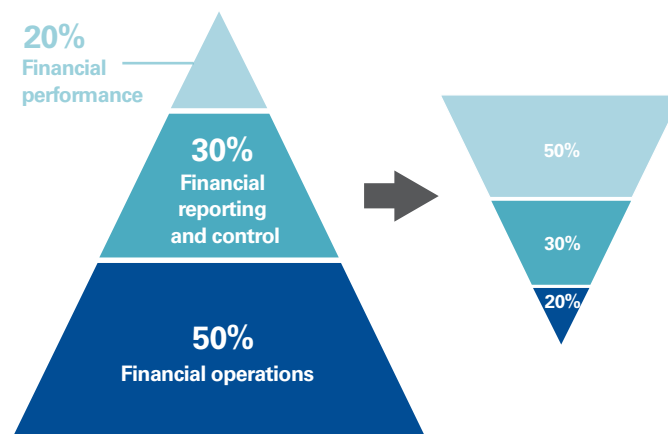 20%
Financial
performance
30%
Financial
reporting
and control
50%
Financial operations
50%
30%
20%